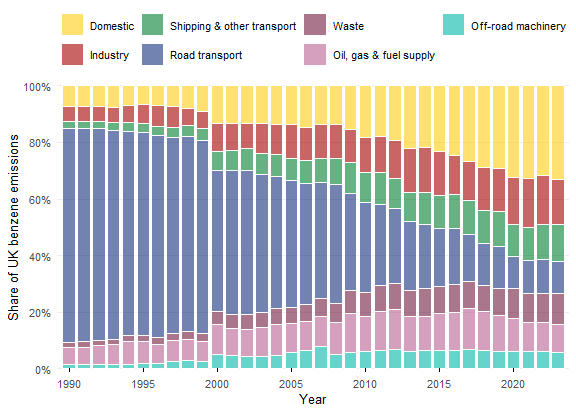 Domestic Shipping & other transport Waste Off-road machinery
Industry Road transport Oil, gas & fuel supply
100%
80%
60%
40%
20%
0%
Share of UK benzene emissions
1990 1995 2000 2005 2010 2015 2020
Year